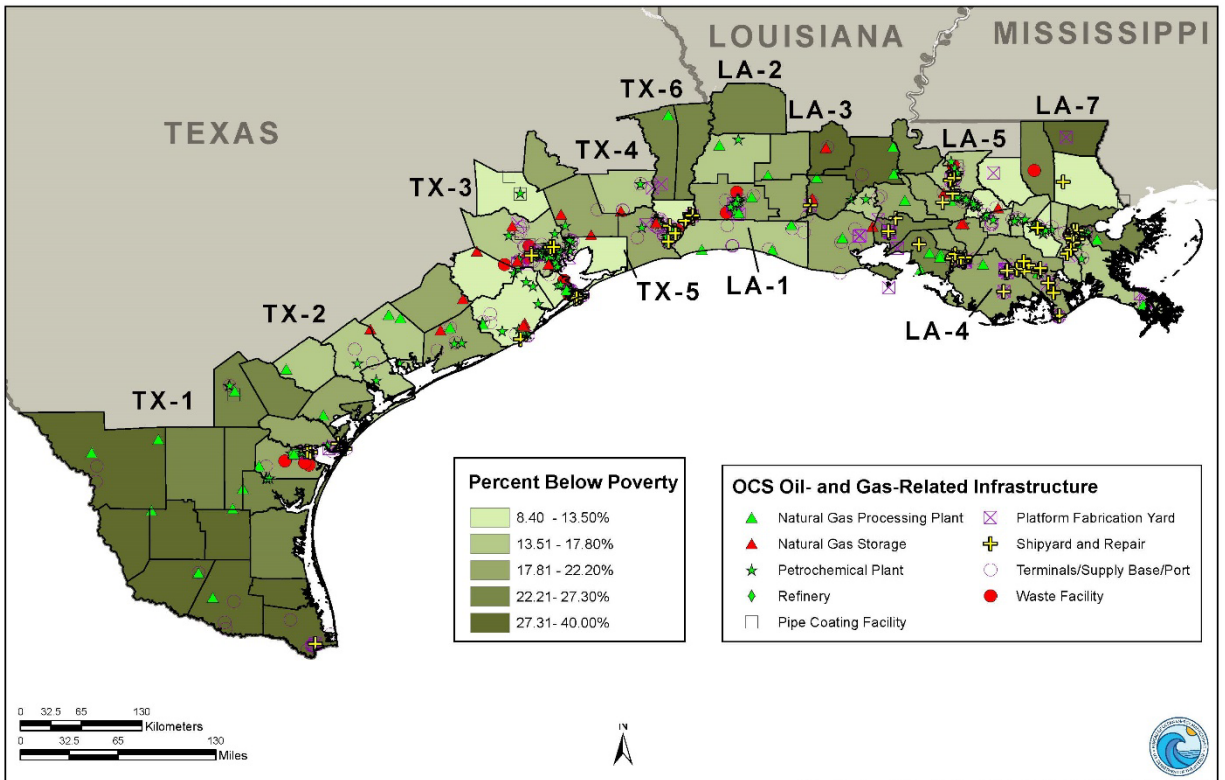 LOUISIANA
MISSISSIPPI
TEXAS
TX-6
LA-2
LA-3
LA-7
TX-4
LA-5
TX-3
TX-5
LA-1
TX-2
LA-4
TX-1
Percent Below Poverty
8.40 - 13.50%
13.51 - 17.80%
17.81 - 22.20%
22.21- 27.30%
27.31- 40.00%
OCS Oil- and Gas-Related Infrastructure
Natural Gas Processing Plant
Natural Gas Storage
Petrochemical Plant
Refinery
Pipe Coating Facility
Platform Fabrication Yard
Shipyard and Repair
Terminals/Supply Base/Port
Waste Facility
0 32.5 65 130
Kilometers
0 32.5 65 130
Miles
N